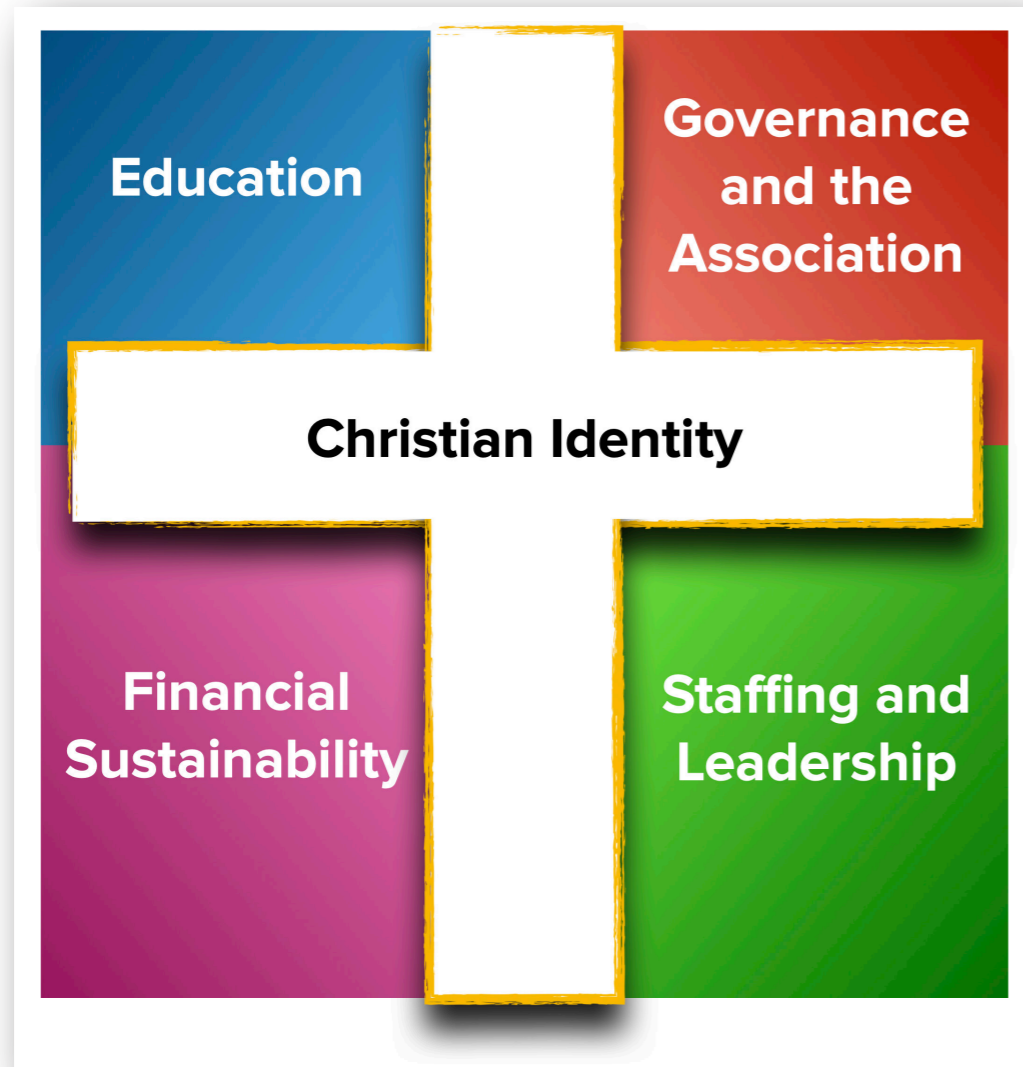 Education
Governance
and the
Association
Christian Identity
Financial
Sustainability
Staffing and
Leadership